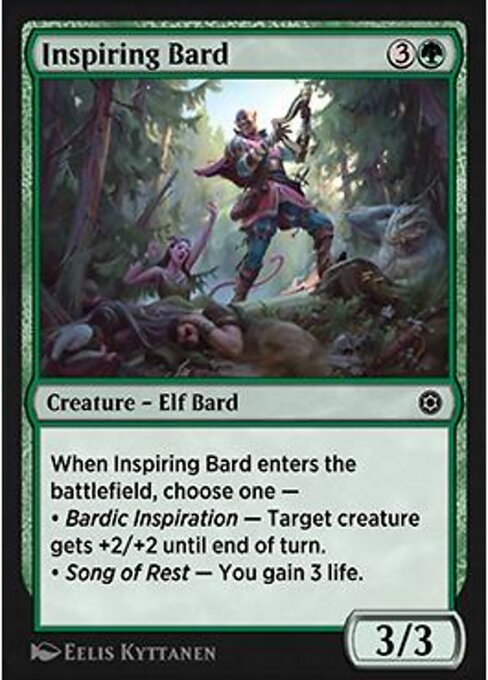 Inspiring Bard 3
Creature – Elf Bard
When Inspiring Bard enters the
battlefield, choose one —
• Bardic Inspiration — Target creature
gets +2/+2 until end of turn.
• Song of Rest — You gain 3 life.
3/3
Eelis Kyttanen